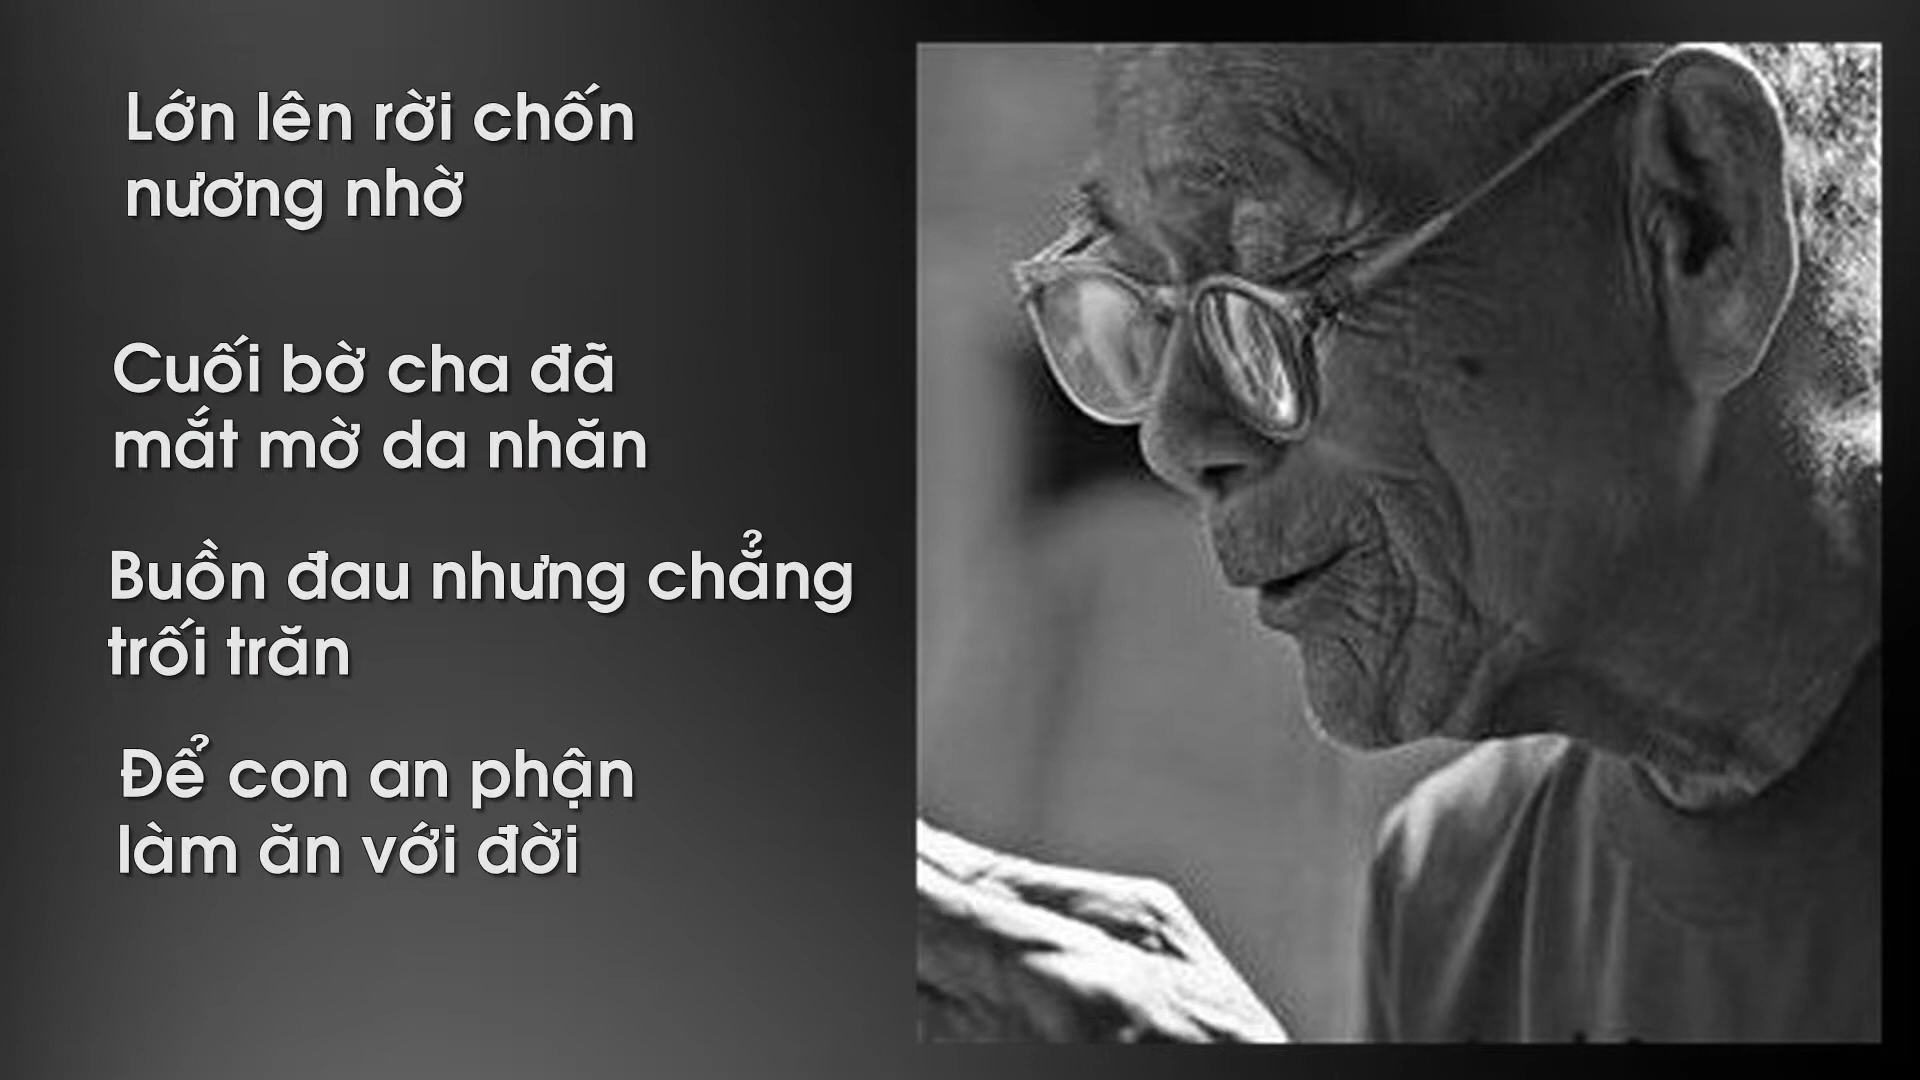 Lớn lên rời chốn
nương nhờ
Cuối bờ cha đã
mắt mờ da nhăn
Buồn đau nhưng chẳng
trối trăn
Để con an phận
làm ăn với đời